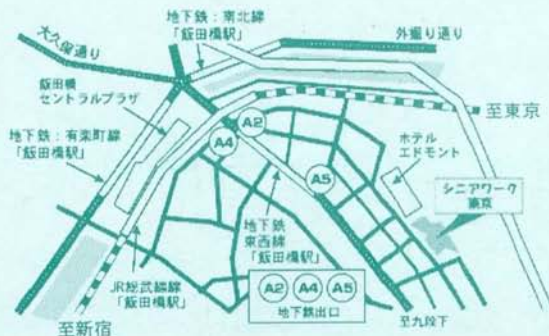 地下鉄：南北線
「飯田橋駅」
大久保通り
外堀り通り
飯田橋
セントラルプラザ
至東京
地下鉄：有楽町線
「飯田橋駅」
A2
A4
A5
ホテル
エドモント
シニアワーク
東京
地下鉄
東西線
「飯田橋駅」
JR総武線線
「飯田橋駅」
A2 A4 A5
地下鉄出口
至新宿
至九段下